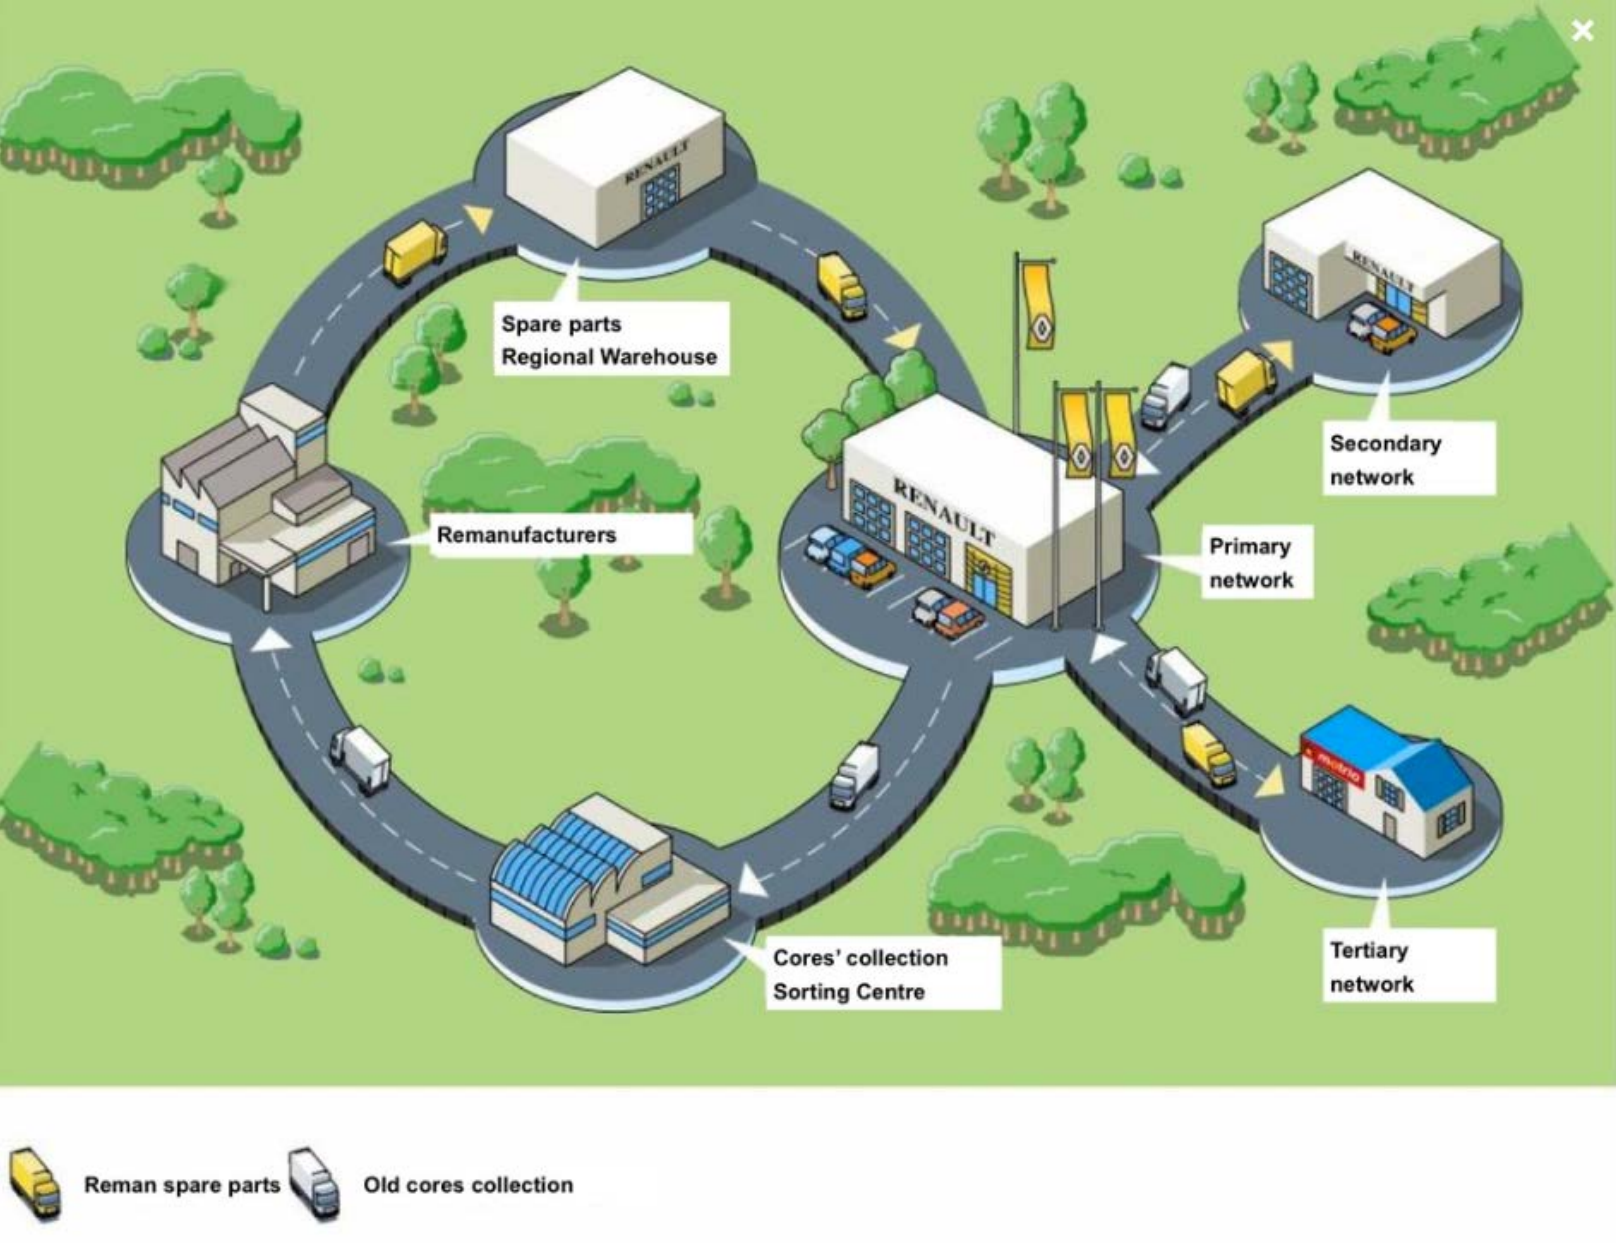 RENAULT
Spare parts
Regional Warehouse
RENAULT
Secondary
network
RENAULT
Remanufacturers
Primary
network
motrio
Tertiary
network
Cores’ collection
Sorting Centre
Reman spare parts
Old cores collection